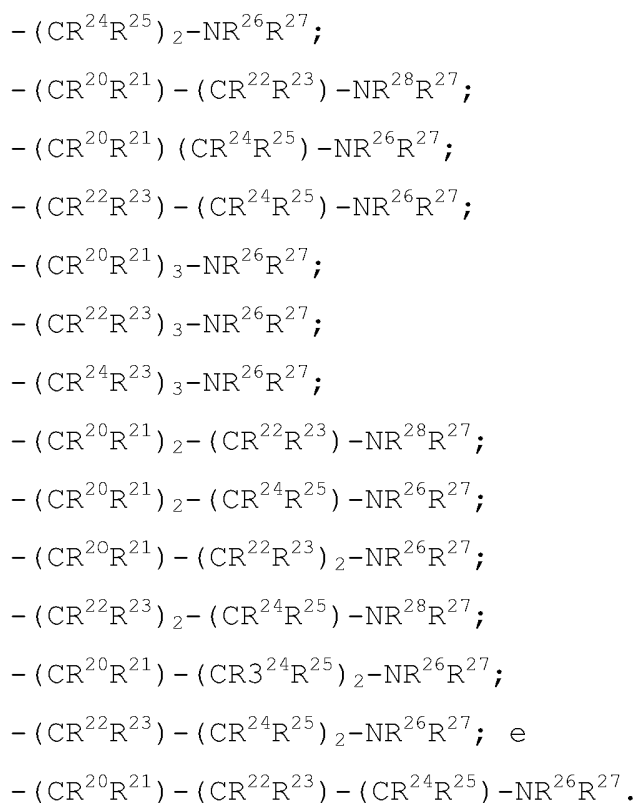 -(CR²⁴R²⁵)₂-NR²⁶R²⁷;
-(CR²⁰R²¹)-(CR²²R²³)-NR²⁸R²⁷;
-(CR²⁰R²¹)(CR²⁴R²⁵)-NR²⁶R²⁷;
-(CR²²R²³)-(CR²⁴R²⁵)-NR²⁶R²⁷;
-(CR²⁰R²¹)₃-NR²⁶R²⁷;
-(CR²²R²³)₃-NR²⁶R²⁷;
-(CR²⁴R²³)₃-NR²⁶R²⁷;
-(CR²⁰R²¹)₂-(CR²²R²³)-NR²⁸R²⁷;
-(CR²⁰R²¹)₂-(CR²⁴R²⁵)-NR²⁶R²⁷;
-(CR²ᴼR²¹)-(CR²²R²³)₂-NR²⁶R²⁷;
-(CR²²R²³)₂-(CR²⁴R²⁵)-NR²⁸R²⁷;
-(CR²⁰R²¹)-(CR3²⁴R²⁵)₂-NR²⁶R²⁷;
-(CR²²R²³)-(CR²⁴R²⁵)₂-NR²⁶R²⁷; e
-(CR²⁰R²¹)-(CR²²R²³)-(CR²⁴R²⁵)-NR²⁶R²⁷.